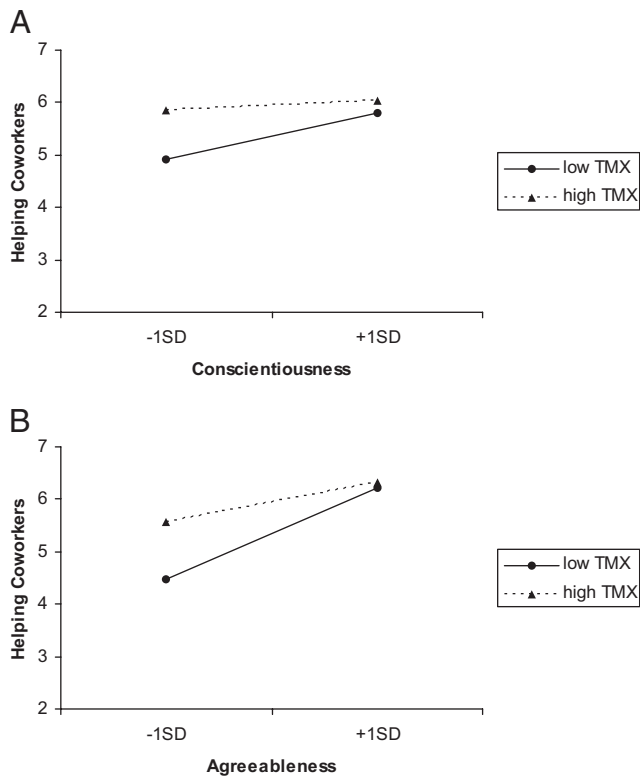 A
7
6
5
4
3
2
Helping Coworkers
-1SD
+1SD
Conscientiousness
low TMX
high TMX
B
7
6
5
4
3
2
Helping Coworkers
-1SD
+1SD
Agreeableness
low TMX
high TMX